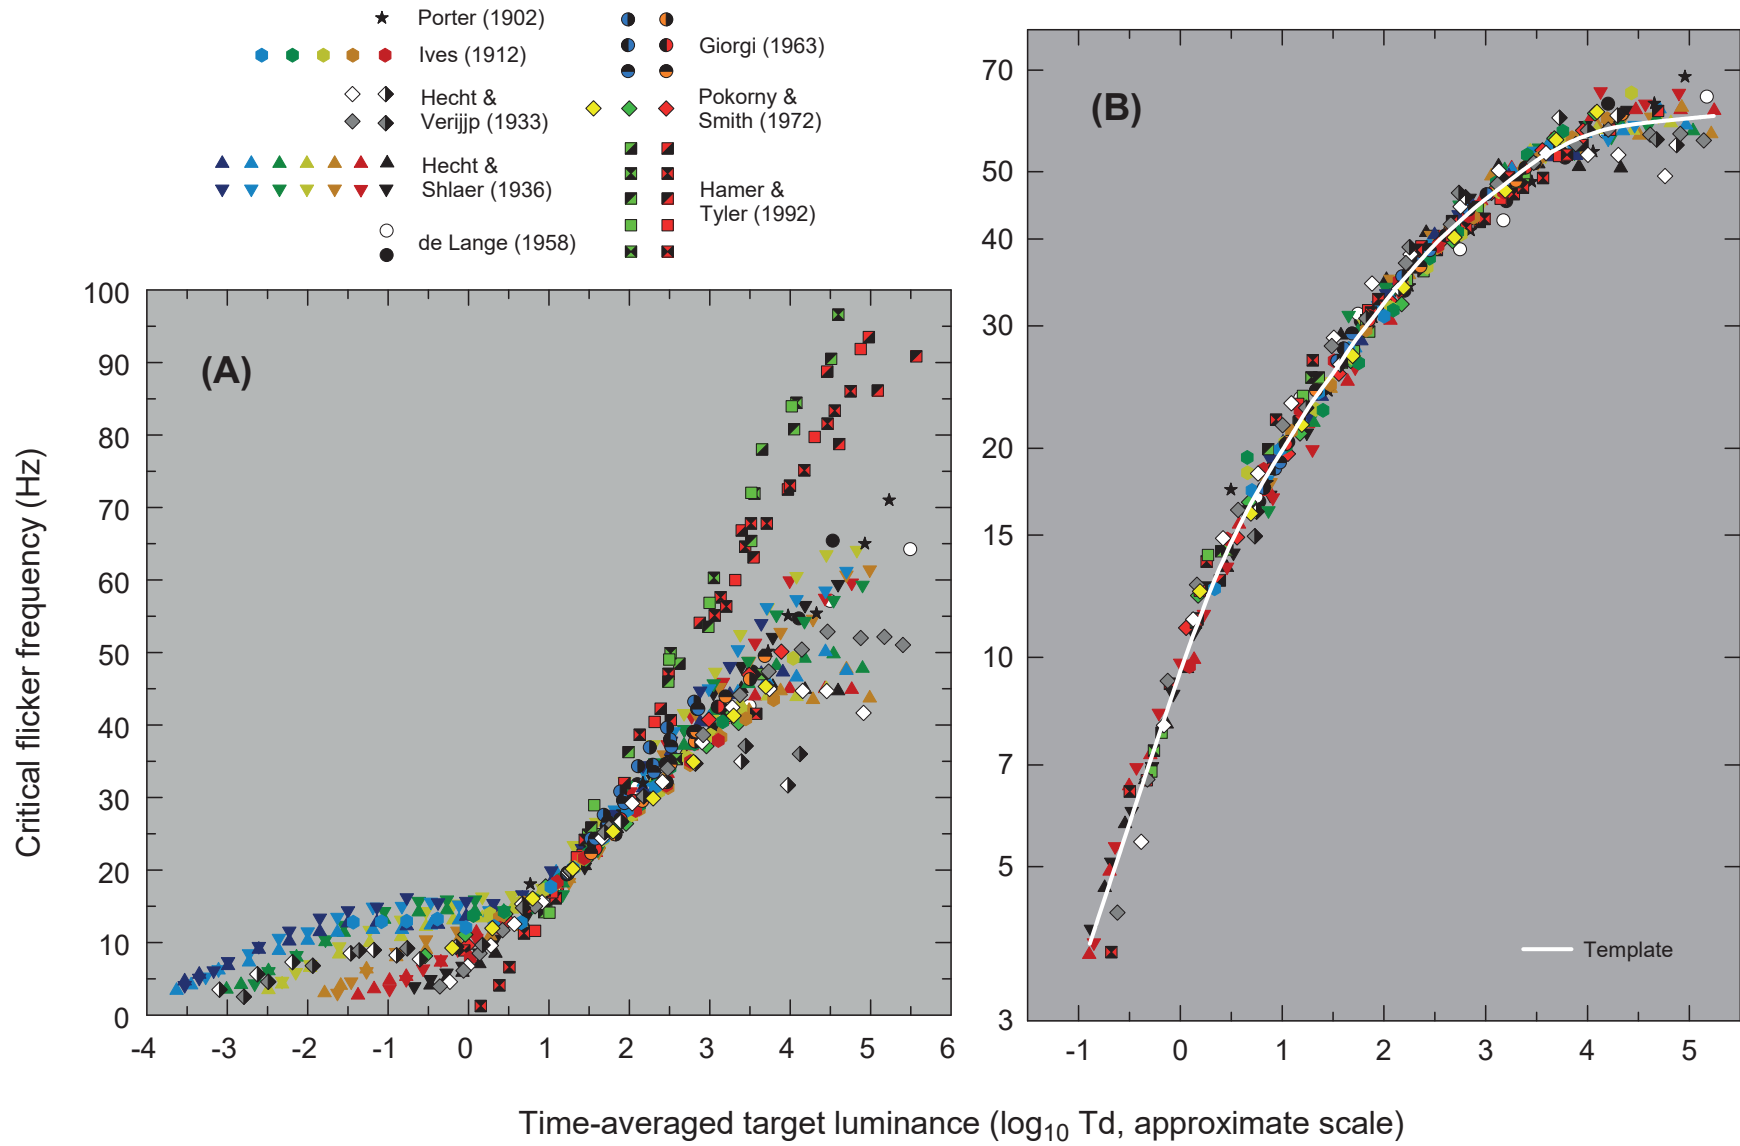 Porter (1902)
Ives (1912)
Hecht &
Verijjp (1933)
Hecht &
Shlaer (1936)
de Lange (1958)
Giorgi (1963)
Pokorny &
Smith (1972)
Hamer &
Tyler (1992)
(A)
100
90
80
70
60
50
40
30
20
10
0
-4 -3 -2 -1 0 1 2 3 4 5 6
Critical flicker frequency (Hz)
(B)
70
50
40
30
20
15
10
7
5
3
Template
-1 0 1 2 3 4 5
Time-averaged target luminance (log10 Td, approximate scale)